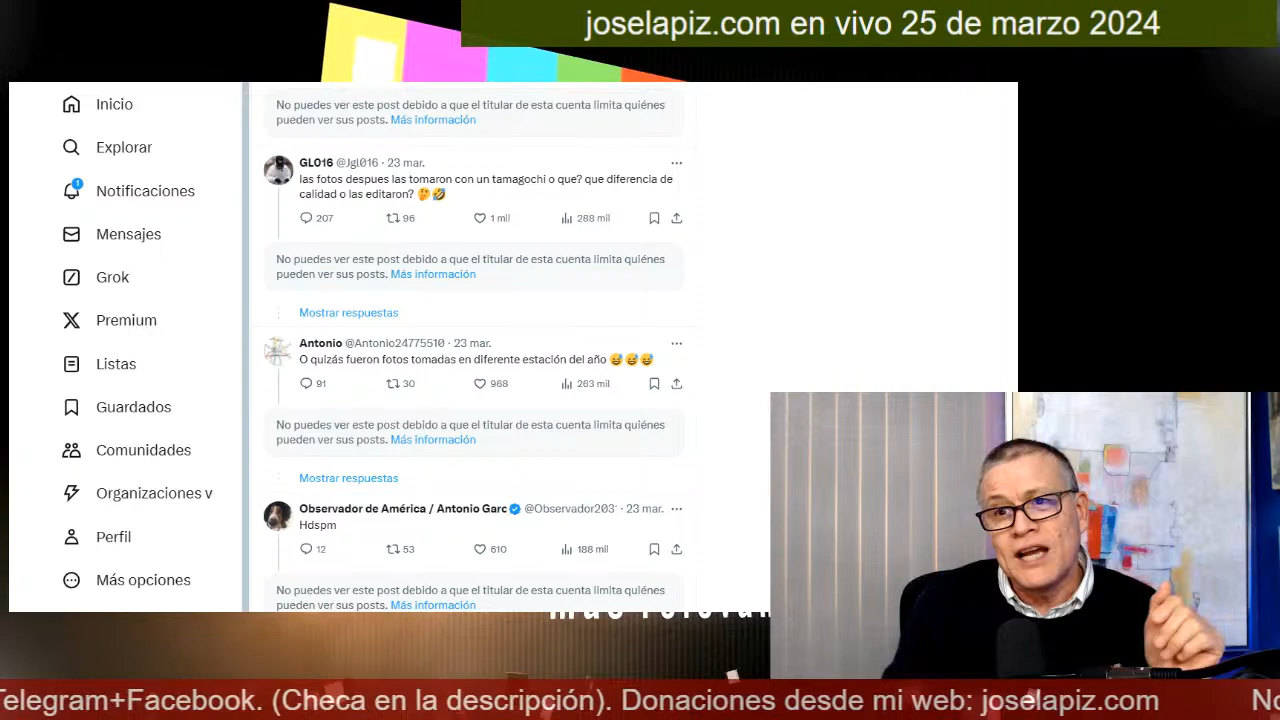 joselapiz.com en vivo 25 de marzo 2024
Inicio
Explorar
1
Notificaciones
Mensajes
Grok
Premium
Listas
Guardados
Comunidades
Organizaciones v
Perfil
Más opciones
No puedes ver este post debido a que el titular de esta cuenta limita quiénes
pueden ver sus posts. Más información
GL016 @Jgl016 · 23 mar.
las fotos despues las tomaron con un tamagochi o que? que diferencia de
calidad o las editaron? 🤔🤣
207 96 1 mil 288 mil
No puedes ver este post debido a que el titular de esta cuenta limita quiénes
pueden ver sus posts. Más información
Mostrar respuestas
Antonio @Antonio24775510 · 23 mar.
O quizás fueron fotos tomadas en diferente estación del año 😅😅😅
91 30 968 263 mil
No puedes ver este post debido a que el titular de esta cuenta limita quiénes
pueden ver sus posts. Más información
Mostrar respuestas
Observador de América / Antonio Garc @Observador203 · 23 mar.
Hdspm
12 53 610 188 mil
No puedes ver este post debido a que el titular de esta cuenta limita quiénes
pueden ver sus posts. Más información
Telegram+Facebook. (Checa en la descripción). Donaciones desde mi web: joselapiz.com